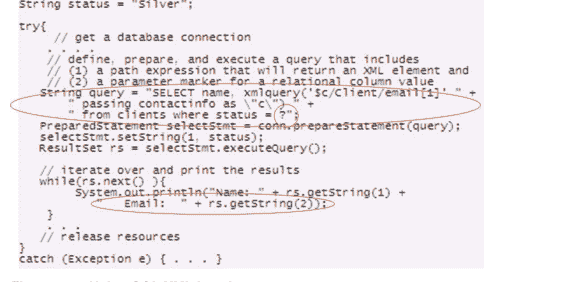 String status = "Silver";
try{
// get a database connection
. . . .
// define, prepare, and execute a query that includes
// (1) a path expression that will return an XML element and
// (2) a parameter marker for a relational column value
String query = "SELECT name, xmlquery('$c/Client/email[1]' " +
" passing contactinfo as \"c\") " +
" from clients where status = ?";
PreparedStatement selectStmt = conn.prepareStatement(query);
selectStmt.setString(1, status);
ResultSet rs = selectStmt.executeQuery();
// iterate over and print the results
while(rs.next() ){
System.out.println("Name: " + rs.getString(1) +
" Email: " + rs.getString(2));
}
. . .
// release resources
}
catch (Exception e) { . . . }